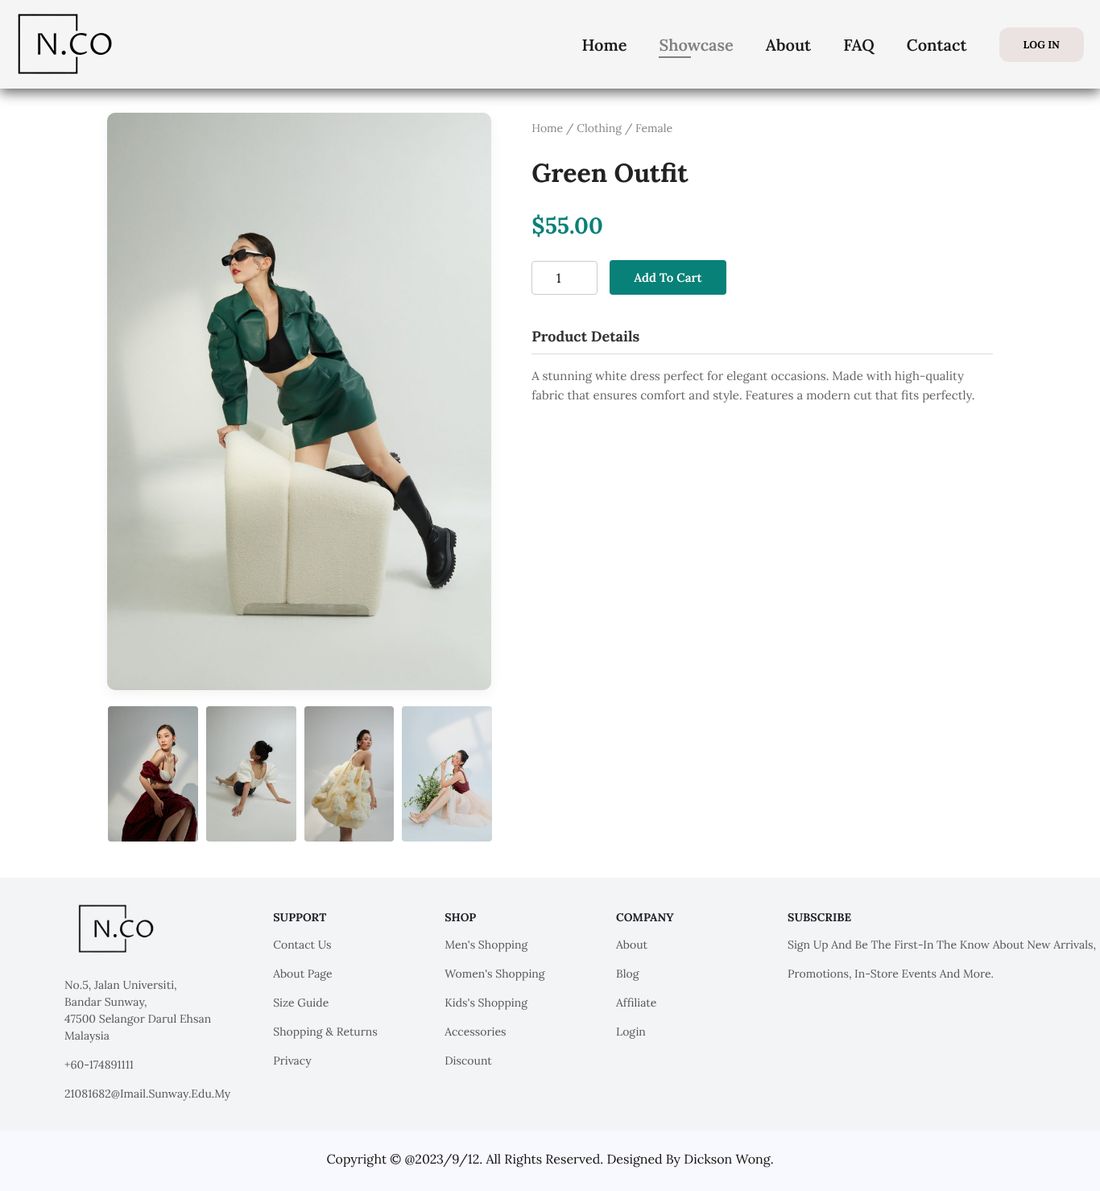 N.CO
Home
Showcase
About
FAQ
Contact
LOG IN
Home / Clothing / Female
Green Outfit
$55.00
1
Add To Cart
Product Details
A stunning white dress perfect for elegant occasions. Made with high-quality
fabric that ensures comfort and style. Features a modern cut that fits perfectly.
N.CO
No.5, Jalan Universiti,
Bandar Sunway,
47500 Selangor Darul Ehsan
Malaysia
+60-174891111
21081682@Imail.Sunway.Edu.My
SUPPORT
Contact Us
About Page
Size Guide
Shopping & Returns
Privacy
SHOP
Men's Shopping
Women's Shopping
Kid's Shopping
Accessories
Discount
COMPANY
About
Blog
Affiliate
Login
SUBSCRIBE
Sign Up And Be The First-In The Know About New Arrivals,
Promotions, In-Store Events And More.
Copyright © @2023/9/12. All Rights Reserved. Designed By Dickson Wong.